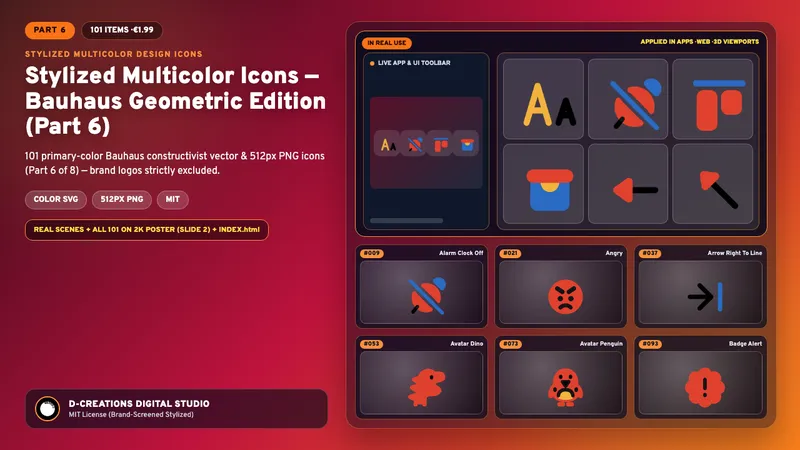 PART 6
101 ITEMS · €1.99
STYLIZED MULTICOLOR DESIGN ICONS
Stylized Multicolor Icons —
Bauhaus Geometric Edition
(Part 6)
101 primary-color Bauhaus constructivist vector & 512px PNG icons
(Part 6 of 8) — brand logos strictly excluded.
COLOR SVG
512PX PNG
MIT
REAL SCENES + ALL 101 ON 2K POSTER (SLIDE 2) + INDEX.html
D-CREATIONS DIGITAL STUDIO
MIT License (Brand-Screened Stylized)
IN REAL USE
APPLIED IN APPS · WEB · 3D VIEWPORTS
LIVE APP & UI TOOLBAR
#009
Alarm Clock Off
#021
Angry
#037
Arrow Right To Line
#053
Avatar Dino
#073
Avatar Penguin
#093
Badge Alert